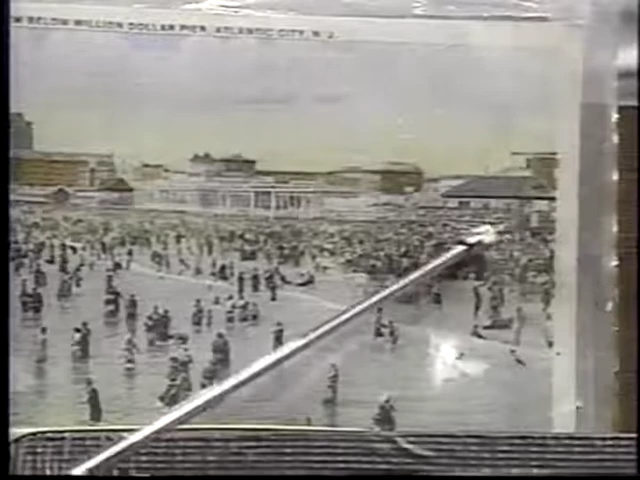 W BELOW MILLION DOLLAR PIER, ATLANTIC CITY, N. J.